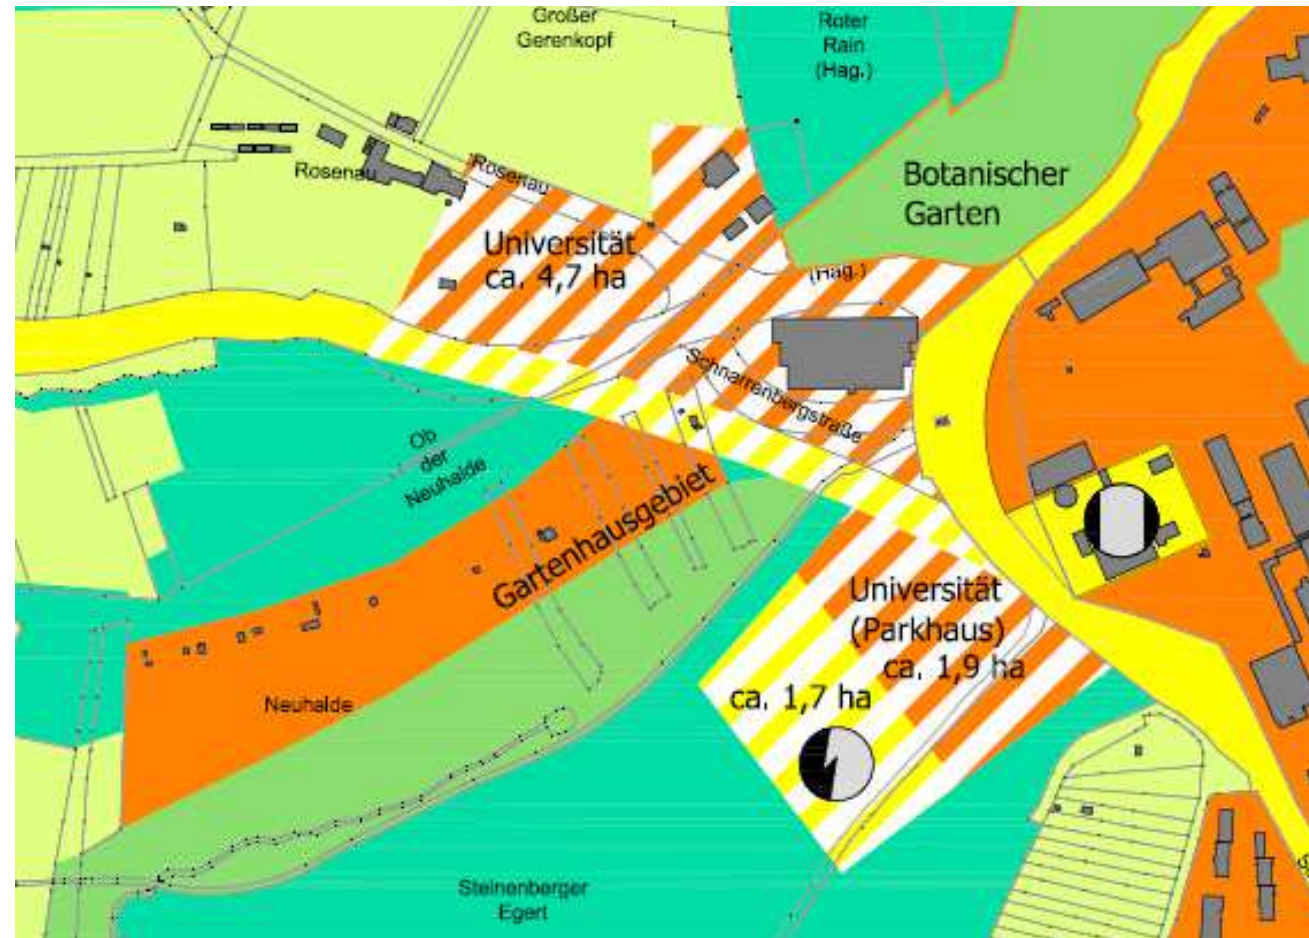 Großer
Gerenkopf
Roter
Rain
(Hag.)
Rosenau
Rosenau
Botanischer
Garten
Universität
ca. 4,7 ha
(Hag.)
Schnarrenbergstraße
Ob
der
Neuhalde
Gartenhausgebiet
Universität
(Parkhaus)
ca. 1,9 ha
ca. 1,7 ha
Neuhalde
Steinenberger
Egert